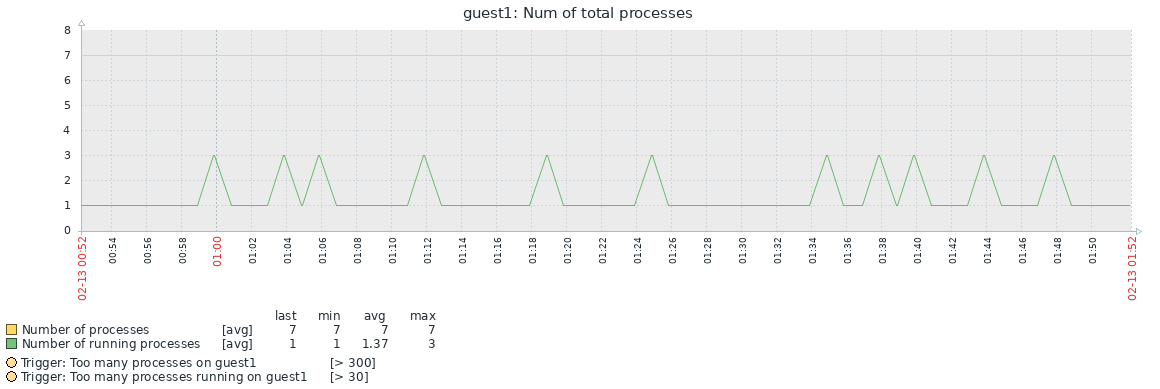 guest1: Num of total processes
8
7
6
5
4
3
2
1
0
02-13 00:52 00:54 00:56 00:58 01:00 01:02 01:04 01:06 01:08 01:10 01:12 01:14 01:16 01:18 01:20 01:22 01:24 01:26 01:28 01:30 01:32 01:34 01:36 01:38 01:40 01:42 01:44 01:46 01:48 01:50 02-13 01:52
last min avg max
Number of processes [avg] 7 7 7 7
Number of running processes [avg] 1 1 1.37 3
Trigger: Too many processes on guest1 [> 300]
Trigger: Too many processes running on guest1 [> 30]